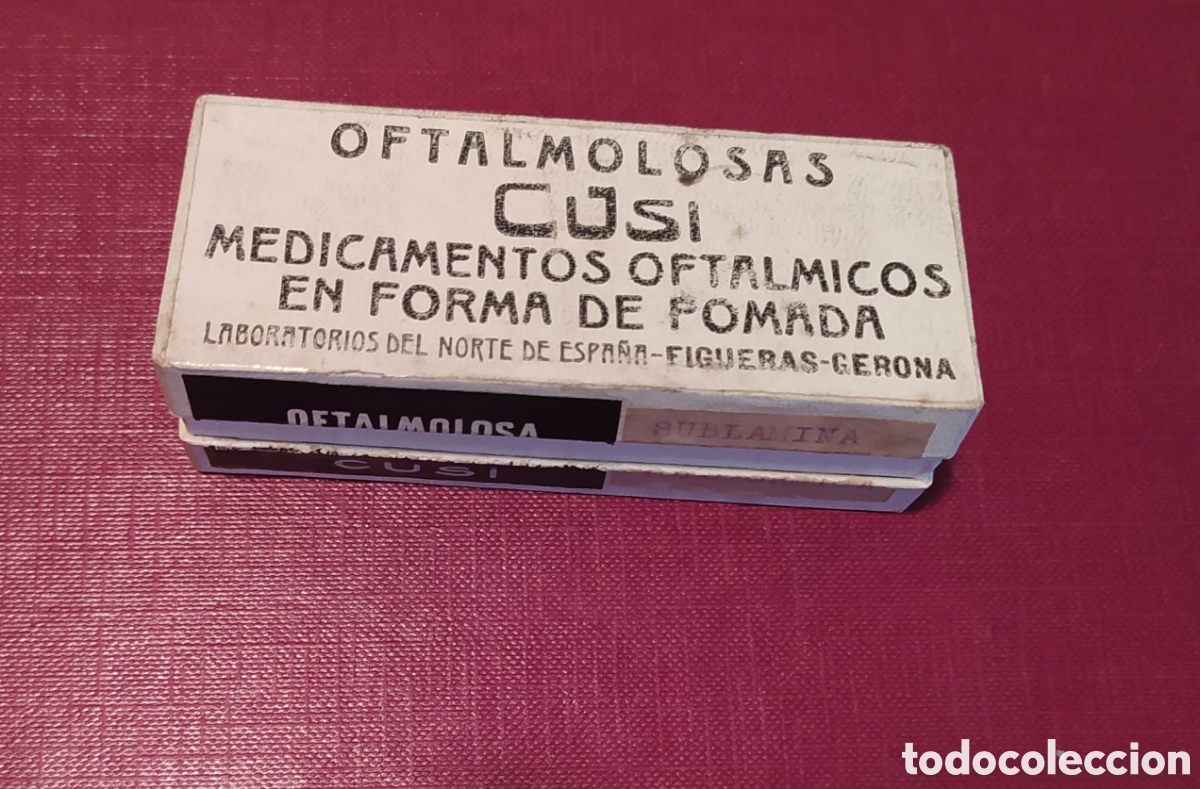 OFTALMOLOSAS
CUSI
MEDICAMENTOS OFTALMICOS
EN FORMA DE POMADA
LABORATORIOS DEL NORTE DE ESPAÑA-FIGUERAS-GERONA
OFTALMOLOSA SUBLAMINA
CUSI
todocoleccion